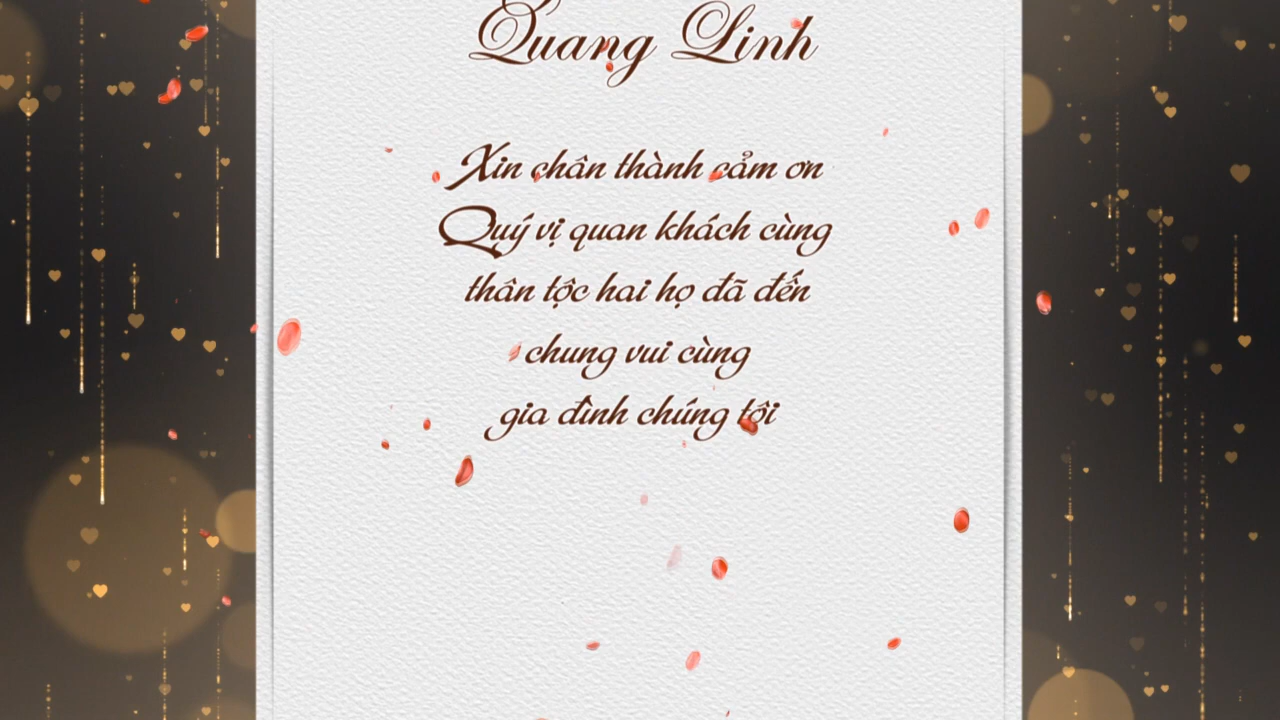 Quang Linh
Xin chân thành cảm ơn
Quý vị quan khách cùng
thân tộc hai họ đã đến
chung vui cùng
gia đình chúng tôi